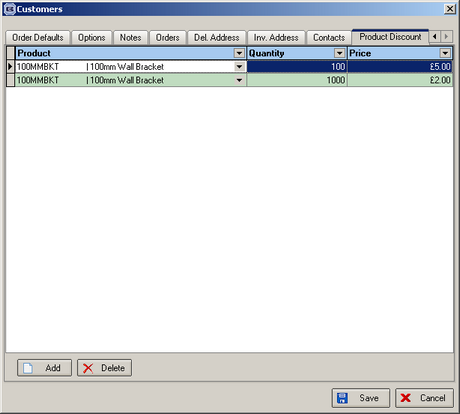 Customers
Order Defaults Options Notes Orders Del. Address Inv. Address Contacts Product Discount
Product Quantity Price
100MMBKT | 100mm Wall Bracket 100 £5.00
100MMBKT | 100mm Wall Bracket 1000 £2.00
Add Delete
Save Cancel